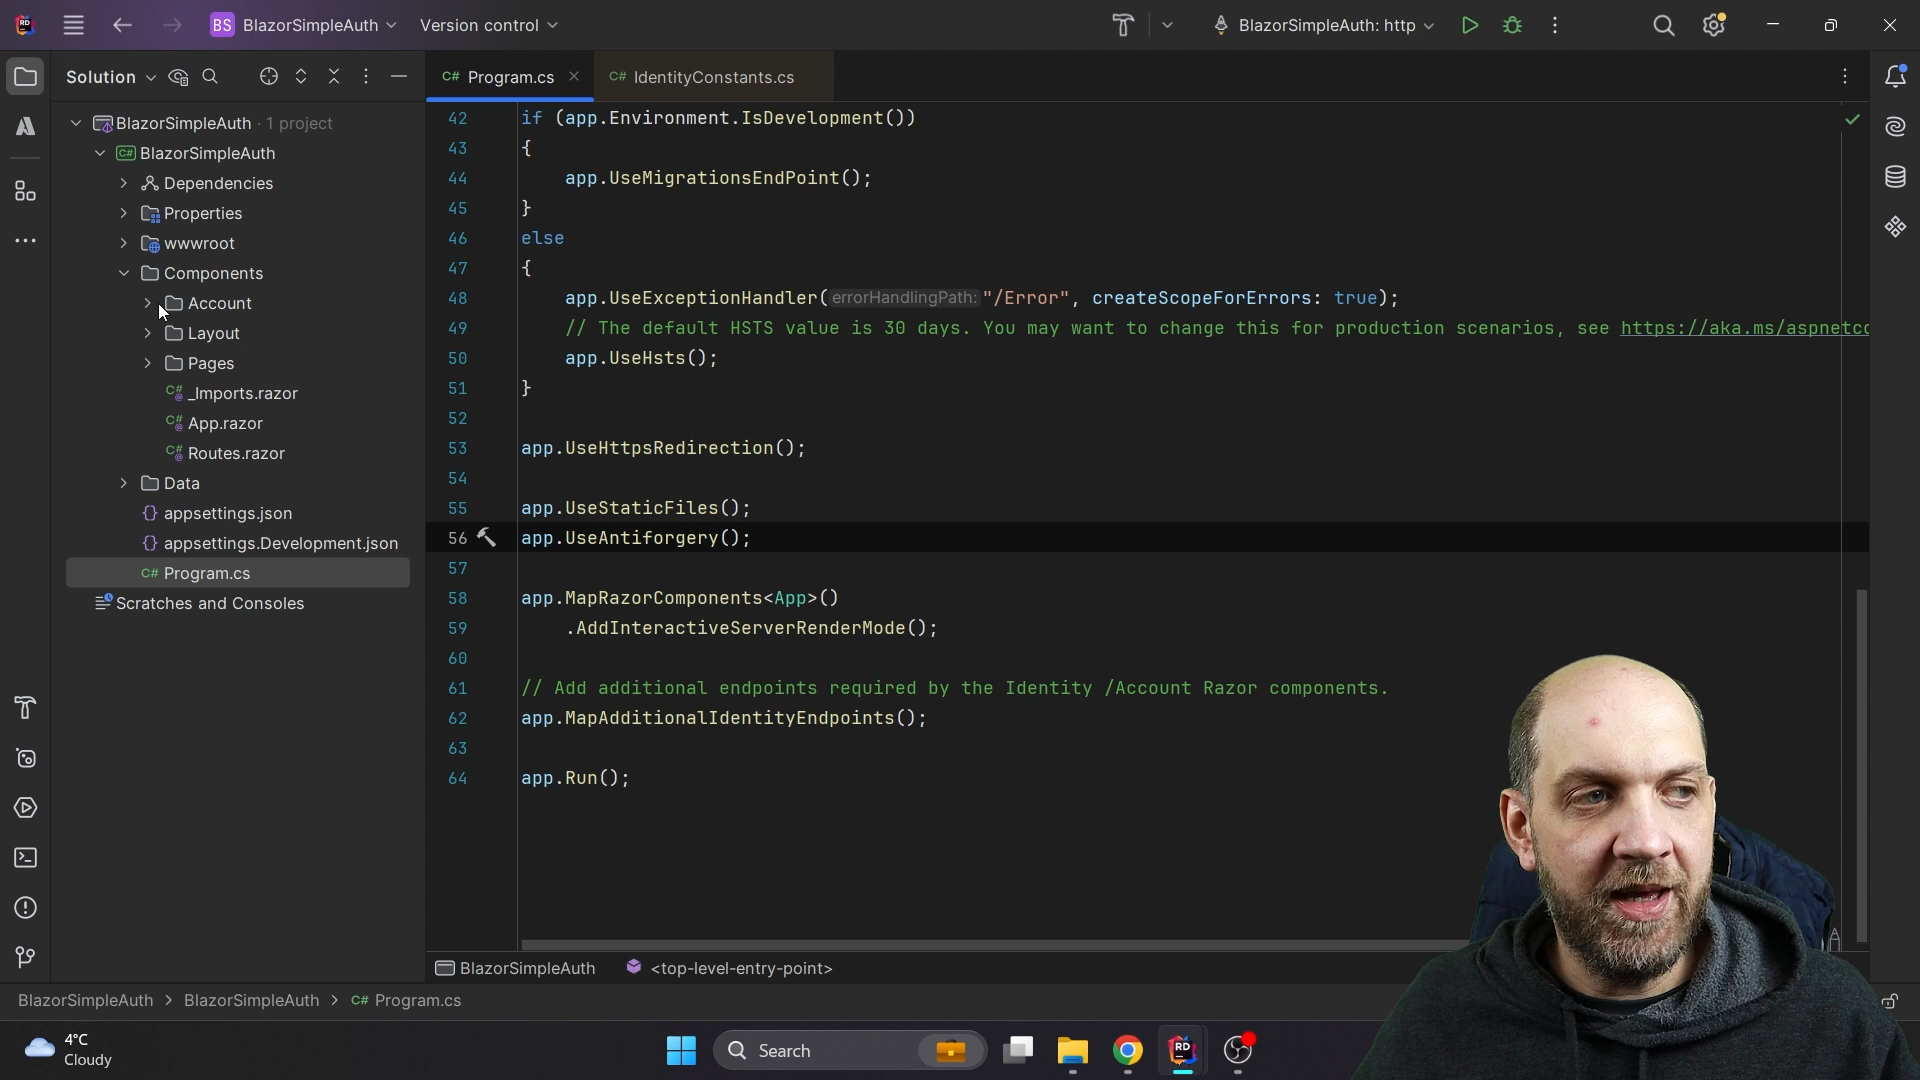 BS BlazorSimpleAuth
Version control
BlazorSimpleAuth: http
Solution
C# Program.cs
C# IdentityConstants.cs
BlazorSimpleAuth · 1 project
C# BlazorSimpleAuth
Dependencies
Properties
wwwroot
Components
Account
Layout
Pages
C# _Imports.razor
C# App.razor
C# Routes.razor
Data
{} appsettings.json
{} appsettings.Development.json
C# Program.cs
Scratches and Consoles
42 if (app.Environment.IsDevelopment())
43 {
44 app.UseMigrationsEndPoint();
45 }
46 else
47 {
48 app.UseExceptionHandler(errorHandlingPath: "/Error", createScopeForErrors: true);
49 // The default HSTS value is 30 days. You may want to change this for production scenarios, see https://aka.ms/aspnetco
50 app.UseHsts();
51 }
52
53 app.UseHttpsRedirection();
54
55 app.UseStaticFiles();
56 app.UseAntiforgery();
57
58 app.MapRazorComponents<App>()
59 .AddInteractiveServerRenderMode();
60
61 // Add additional endpoints required by the Identity /Account Razor components.
62 app.MapAdditionalIdentityEndpoints();
63
64 app.Run();
BlazorSimpleAuth
<top-level-entry-point>
BlazorSimpleAuth > BlazorSimpleAuth > C# Program.cs
4°C
Cloudy
Search
RD